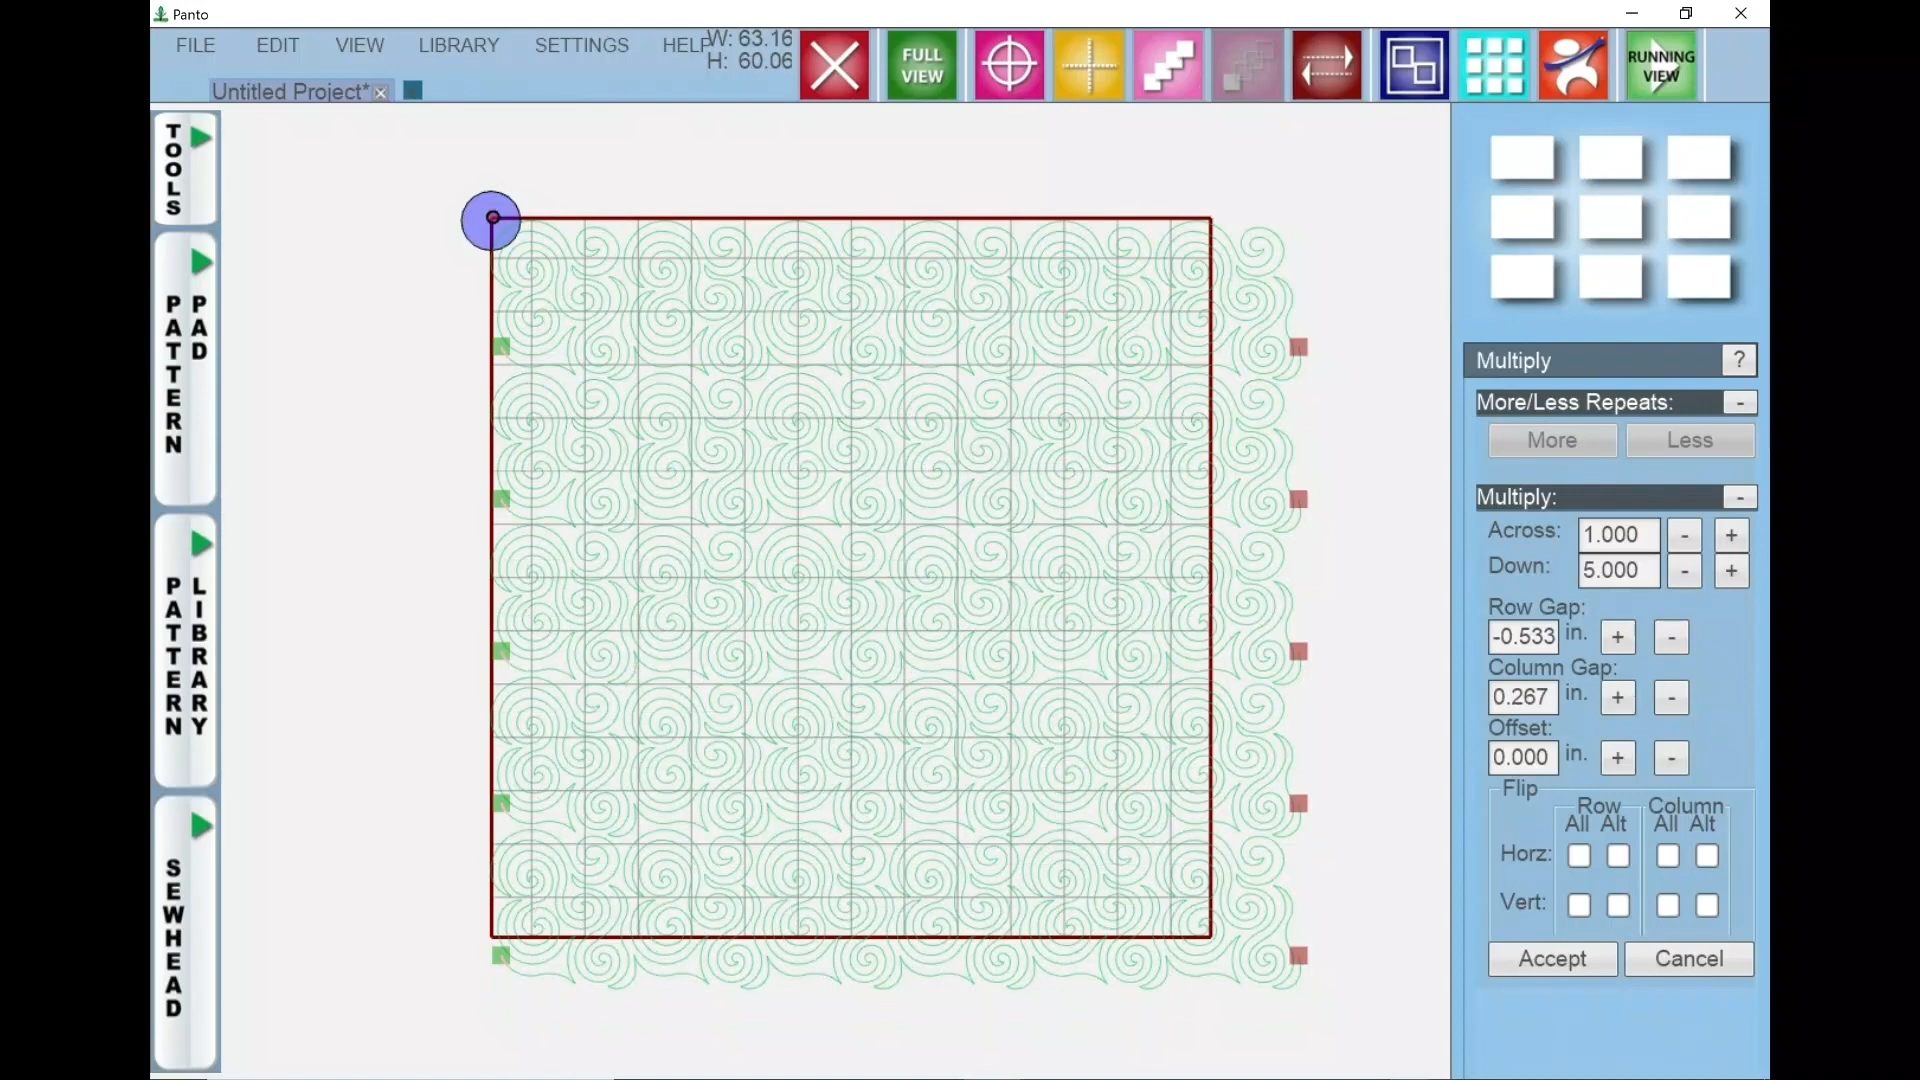 Panto
FILE EDIT VIEW LIBRARY SETTINGS HELP
W: 63.16
H: 60.06
FULL VIEW
RUNNING VIEW
Untitled Project*
TOOLS
PATTERN PAD
PATTERN LIBRARY
SEWHEAD
Multiply ?
More/Less Repeats: -
More Less
Multiply: -
Across: 1.000 - +
Down: 5.000 - +
Row Gap:
-0.533 in. + -
Column Gap:
0.267 in. + -
Offset:
0.000 in. + -
Flip
Row Column
All Alt All Alt
Horz:
Vert:
Accept Cancel